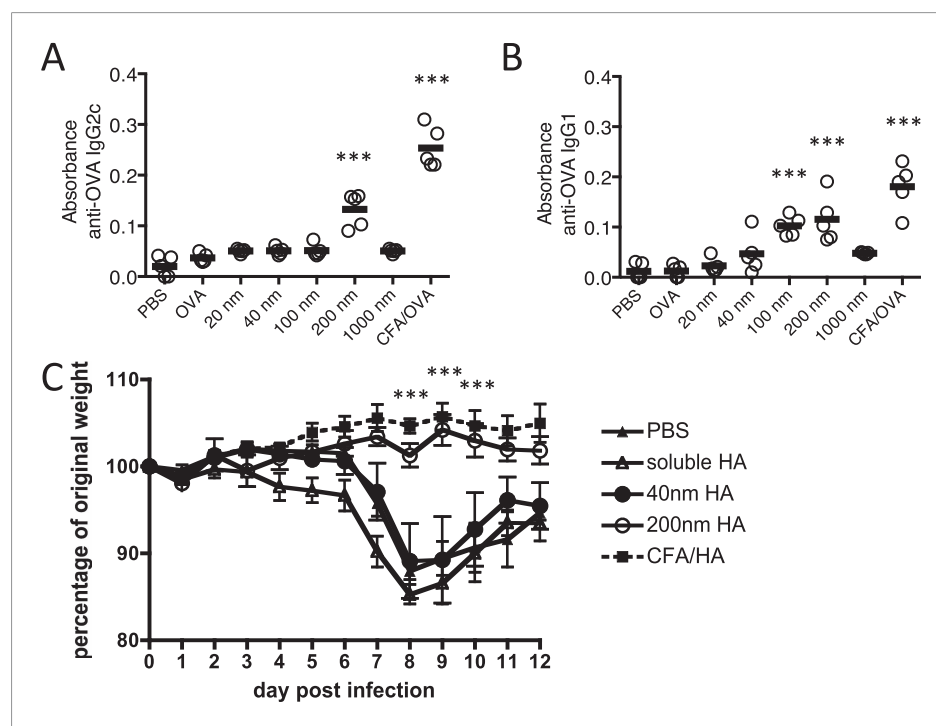 A
Absorbance
anti-OVA IgG2c
0.4
0.3
0.2
0.1
0.0
***
***
PBS
OVA
20 nm
40 nm
100 nm
200 nm
1000 nm
CFA/OVA
B
Absorbance
anti-OVA IgG1
0.4
0.3
0.2
0.1
0.0
***
***
***
PBS
OVA
20 nm
40 nm
100 nm
200 nm
1000 nm
CFA/OVA
C
percentage of original weight
110
100
90
80
***
***
***
0 1 2 3 4 5 6 7 8 9 10 11 12
day post infection
PBS
soluble HA
40nm HA
200nm HA
CFA/HA